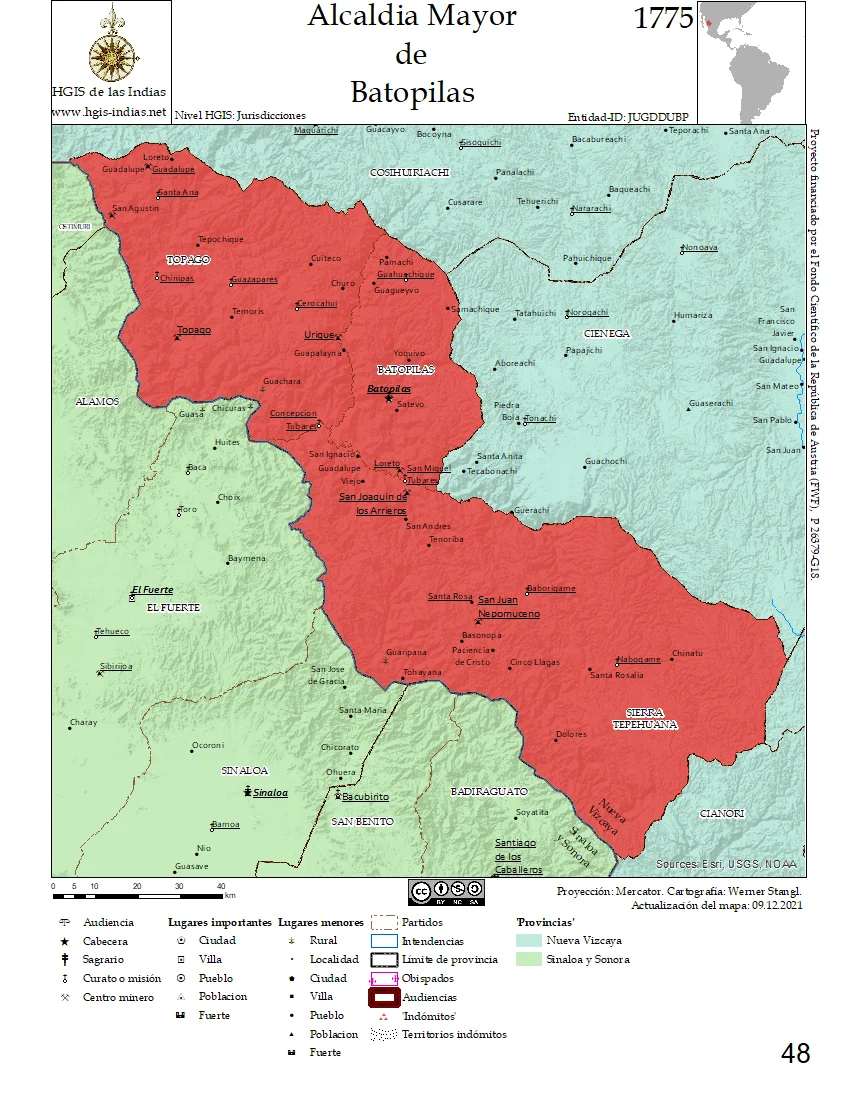 Alcaldia Mayor
de
Batopilas
1775
HGIS de las Indias
www.hgis-indias.net
Nivel HGIS: Jurisdicciones
Entidad-ID: JUGDDUBP
Proyecto financiado por el Fondo Científico de la República de Austria (FWF), P 26379-G18.
Maquarichi
Guacayvo
Bocoyna
Sisoquichi
Bacabureachi
Teporachi
Santa Ana
Loreto
Guadalupe
Guadalupe
COSIHUIRIACHI
Panalachi
Santa Ana
Baqueachi
San Agustin
Cusarare
Tehuerichi
Nararachi
OSTIMURI
Tepochique
Nonoava
TOPAGO
Cuiteco
Pamachi
Pahuichique
Chinipas
Guazapares
Guahuachique
Churo
Guagueyvo
Cerocahui
Samachique
Tatahuichi
Norogachi
Humariza
San
Francisco
Javier
Temoris
Topago
Urique
CIENEGA
San Ignacio
Guadalupe
Guapalayna
Yoquivo
Papajichi
Aboreachi
BATOPILAS
Guachara
San Mateo
Batopilas
ALAMOS
Satevo
Piedra
Bola
Tonachi
Guaserachi
Guasa
Chicuras
Concepcion
Tubares
San Pablo
Huites
San Juan
San Ignacio
Baca
Guadalupe
Viejo
Loreto
San Miguel
Tubares
Santa Anita
Tecabonachi
Guachochi
Choix
San Joaquin de
los Arrieros
Toro
Guerachi
San Andres
Tenoriba
Baymena
El Fuerte
Baborigame
EL FUERTE
Santa Rosa
San Juan
Nepomuceno
Tehueco
Basonopa
Guaripana
Paciencia
de Cristo
Chinatu
Sibirijoa
Cinco Llagas
Nabogame
San Jose
de Gracia
Tohayana
Santa Rosalia
Santa Maria
SIERRA
TEPEHUANA
Charay
Dolores
Ocoroni
Chicorato
SINALOA
Ohuera
Sinaloa
Bacubirito
BADIRAGUATO
Bamoa
SAN BENITO
Soyatita
Nueva
Vizcaya
CIANORI
Nio
Santiago
de los
Caballeros
Sinaloa
y Sonora
Guasave
Sources: Esri, USGS, NOAA
0 5 10 20 30 40
km
CC
BY NC SA
Proyección: Mercator. Cartografía: Werner Stangl.
Actualización del mapa: 09.12.2021
Audiencia
Cabecera
Sagrario
Curato o misión
Centro minero
Lugares importantes
Ciudad
Villa
Pueblo
Poblacion
Fuerte
Lugares menores
Rural
Localidad
Ciudad
Villa
Pueblo
Poblacion
Fuerte
Partidos
Intendencias
Límite de provincia
Obispados
Audiencias
'Indómitos'
Territorios indómitos
'Provincias'
Nueva Vizcaya
Sinaloa y Sonora
48